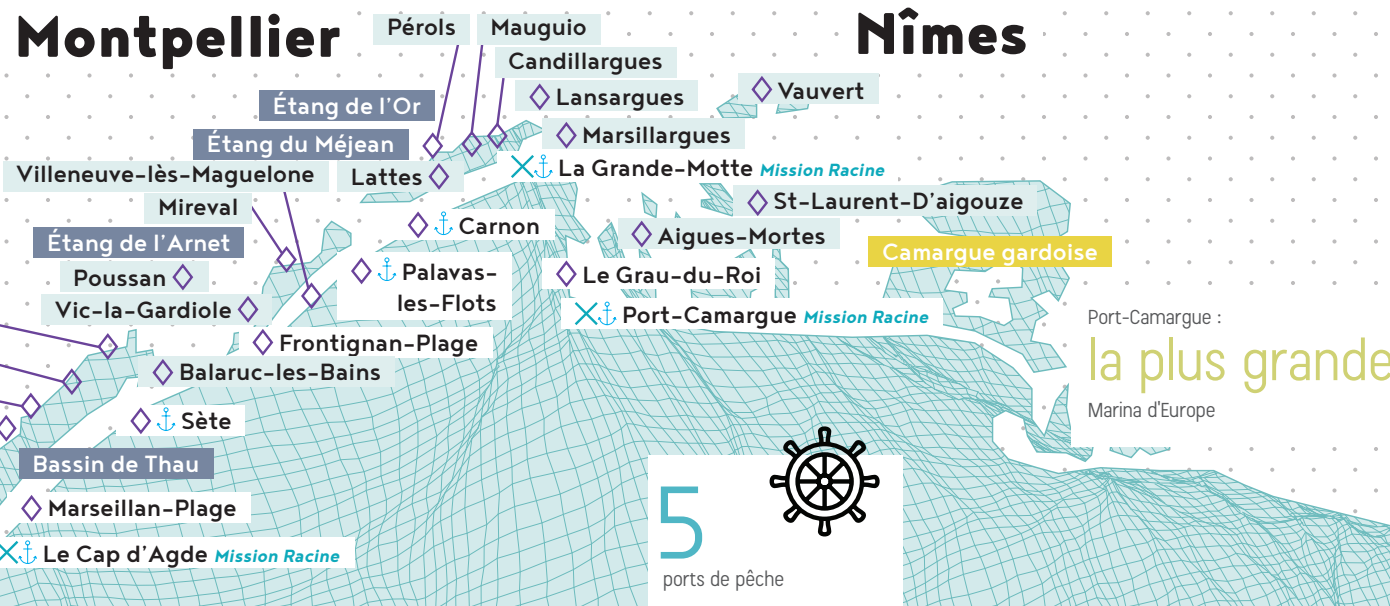 Montpellier
Nîmes
Pérols
Mauguio
Candillargues
Étang de l'Or
Lansargues
Vauvert
Étang du Méjean
Marsillargues
Villeneuve-lès-Maguelone
Lattes
La Grande-Motte Mission Racine
Mireval
St-Laurent-D'aigouze
Étang de l'Arnet
Carnon
Aigues-Mortes
Camargue gardoise
Poussan
Palavas-
les-Flots
Le Grau-du-Roi
Vic-la-Gardiole
Port-Camargue Mission Racine
Frontignan-Plage
Balaruc-les-Bains
Sète
Bassin de Thau
Marseillan-Plage
Le Cap d'Agde Mission Racine
Port-Camargue :
la plus grande
Marina d'Europe
5
ports de pêche